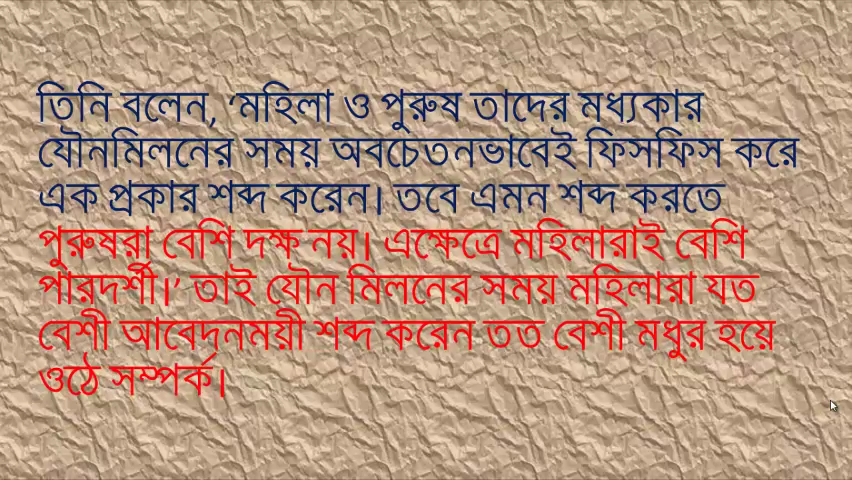 তিনি বলেন, ‘মহিলা ও পুরুষ তাদের মধ্যকার
যৌনমিলনের সময় অবচেতনভাবেই ফিসফিস করে
এক প্রকার শব্দ করেন। তবে এমন শব্দ করতে
পুরুষরা বেশি দক্ষ নয়। এক্ষেত্রে মহিলারাই বেশি
পারদর্শী।’ তাই যৌন মিলনের সময় মহিলারা যত
বেশী আবেদনময়ী শব্দ করেন তত বেশী মধুর হয়ে
ওঠে সম্পর্ক।